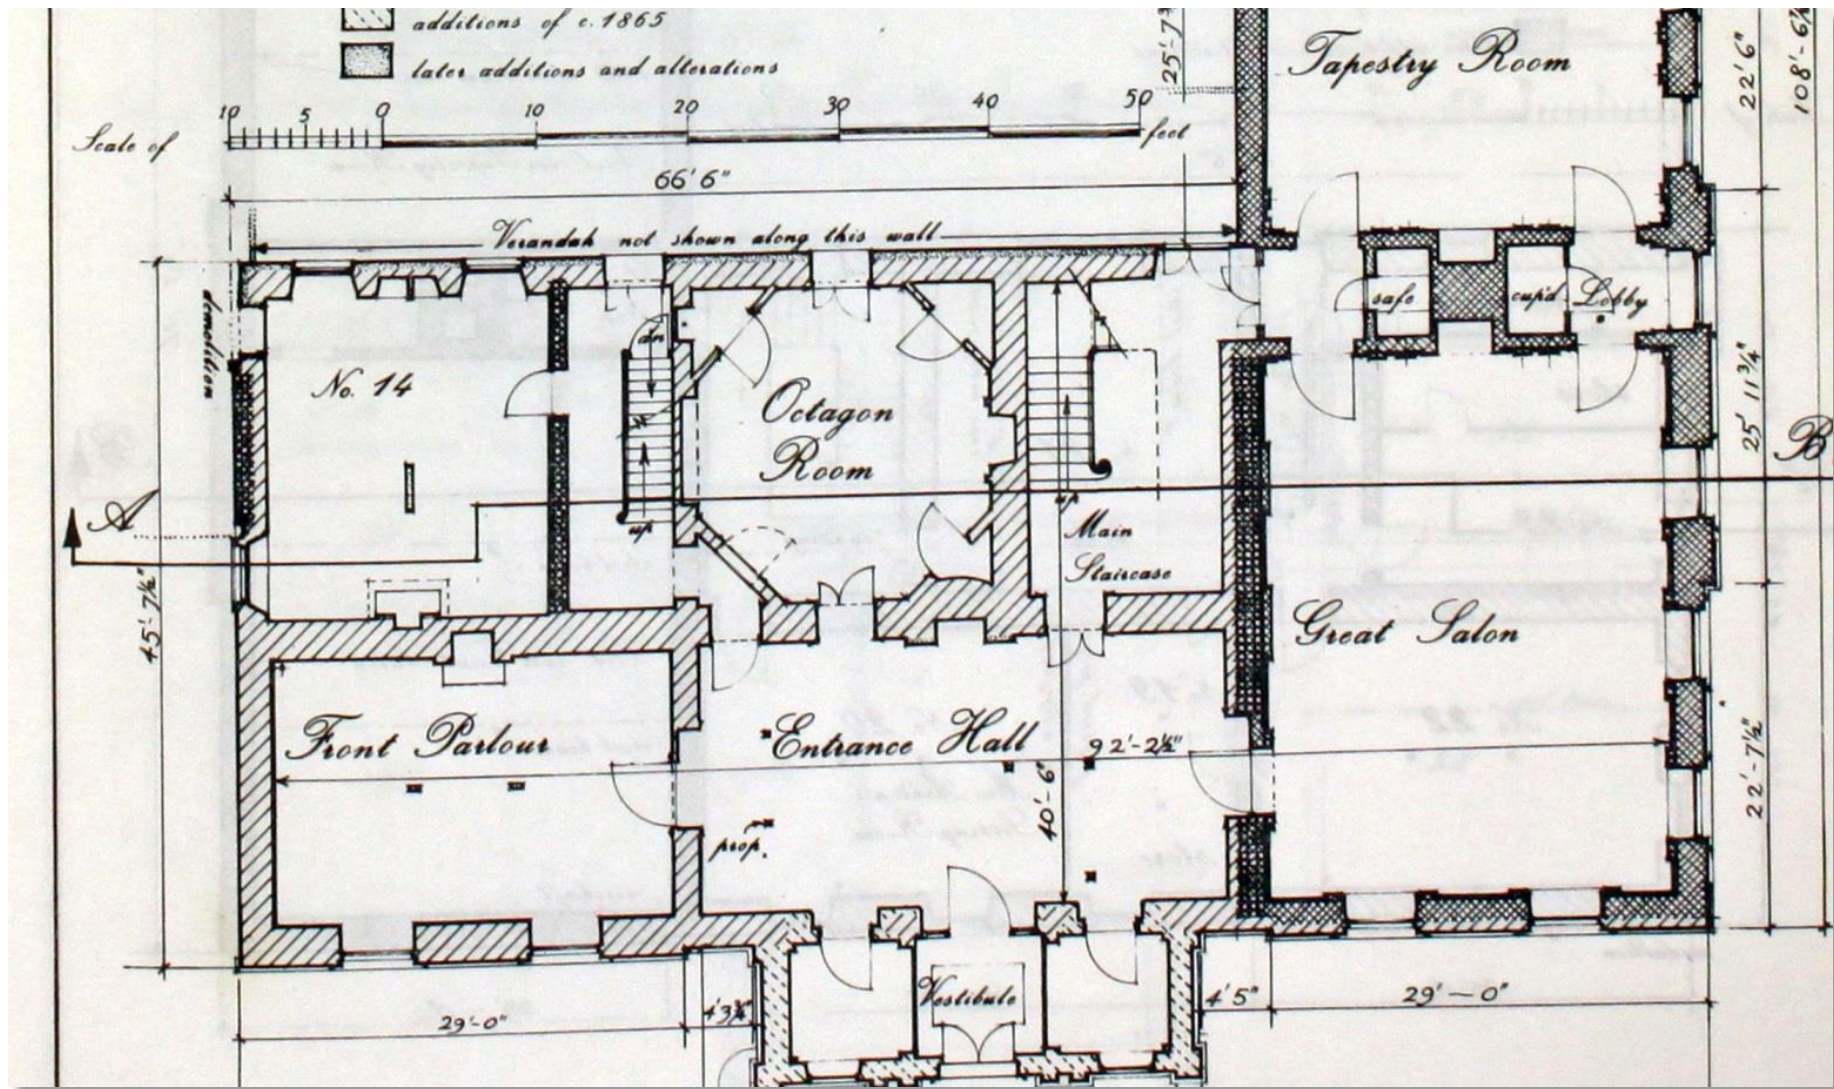 additions of c. 1865
later additions and alterations
Scale of
10 5 0 10 20 30 40 50
feet
66' 6"
Verandah not shown along this wall
25'-7
Tapestry Room
22' 6"
108'-6½
demolition
No. 14
dn
up
Octagon
Room
up
Main
Staircase
safe
cup'd
Lobby
25' 11¾"
A
B
45'-7½"
Great Salon
Front Parlour
Entrance Hall
92'-2½"
40'-6"
prop.
22'-7½"
Vestibule
29'-0"
4'3¾"
4'5"
29'-0"